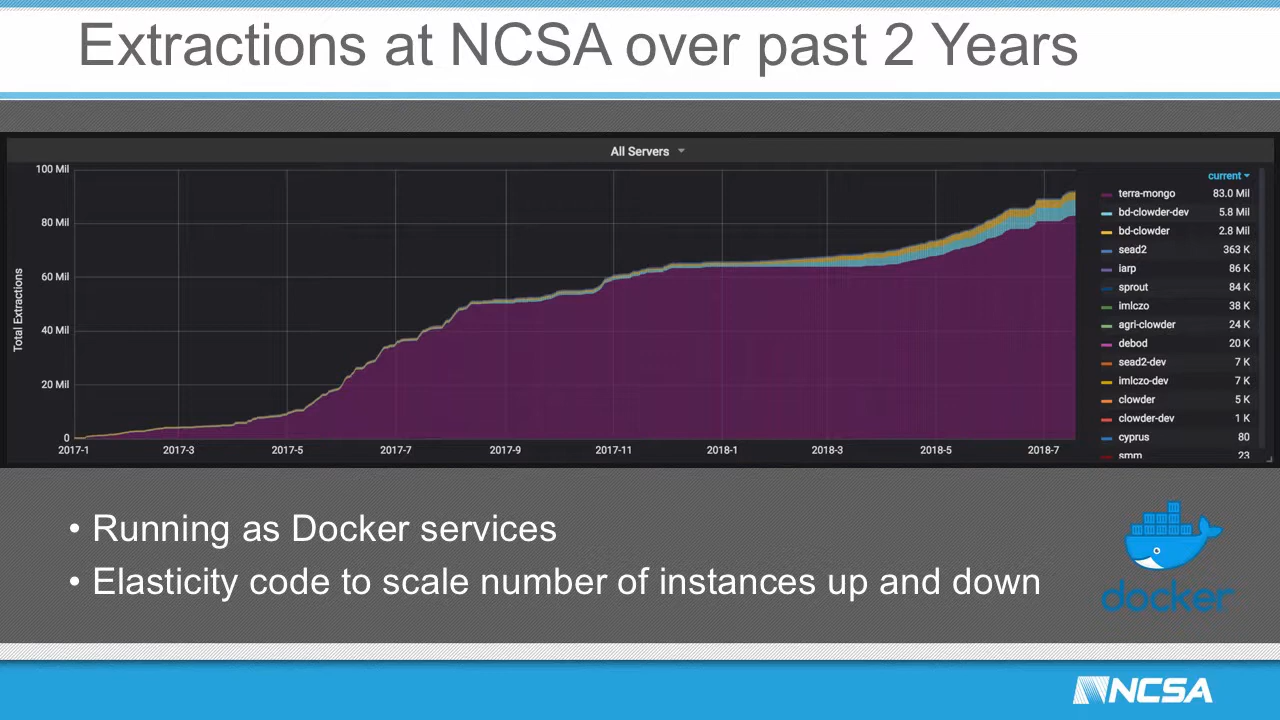 Extractions at NCSA over past 2 Years
All Servers
Total Extractions
100 Mil
80 Mil
60 Mil
40 Mil
20 Mil
0
2017-1 2017-3 2017-5 2017-7 2017-9 2017-11 2018-1 2018-3 2018-5 2018-7
current
terra-mongo 83.0 Mil
bd-clowder-dev 5.8 Mil
bd-clowder 2.8 Mil
sead2 363 K
iarp 86 K
sprout 84 K
imlczo 38 K
agri-clowder 24 K
debod 20 K
sead2-dev 7 K
imlczo-dev 7 K
clowder 5 K
clowder-dev 1 K
cyprus 80
smm 23
• Running as Docker services
• Elasticity code to scale number of instances up and down
docker
NCSA